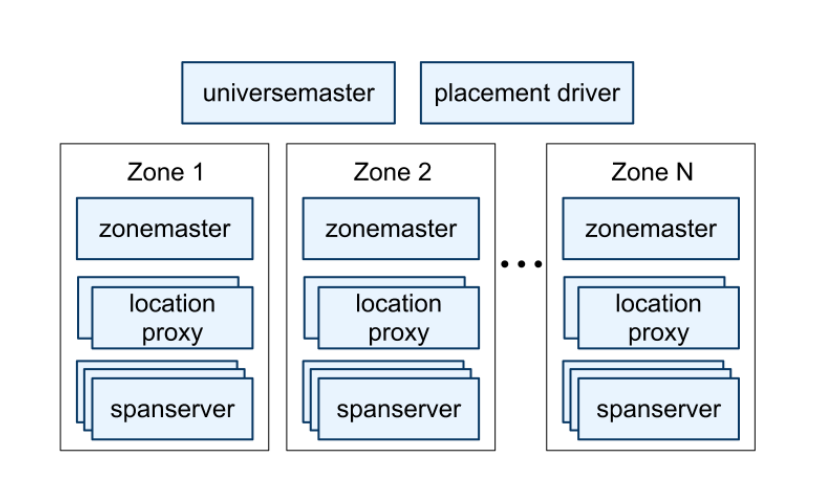 universemaster
placement driver
Zone 1
zonemaster
location
proxy
spanserver
Zone 2
zonemaster
location
proxy
spanserver
...
Zone N
zonemaster
location
proxy
spanserver